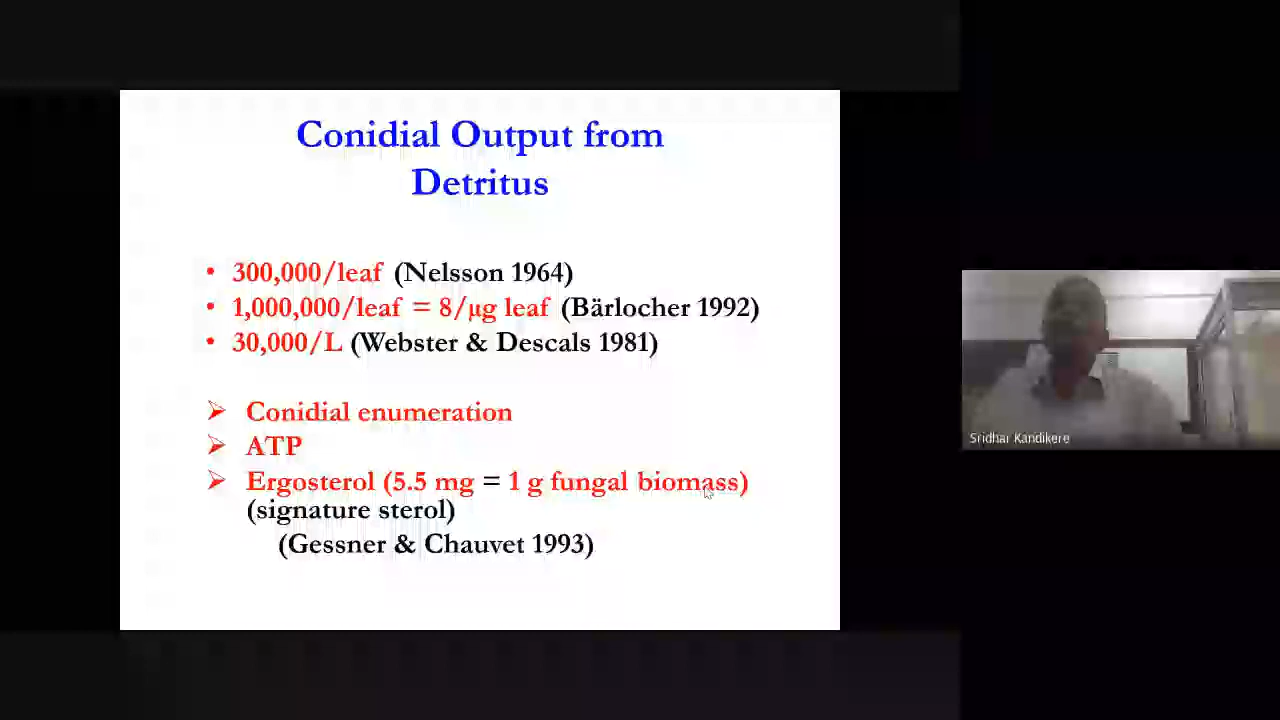 Conidial Output from
Detritus
• 300,000/leaf (Nelsson 1964)
• 1,000,000/leaf = 8/µg leaf (Bärlocher 1992)
• 30,000/L (Webster & Descals 1981)
➢ Conidial enumeration
➢ ATP
➢ Ergosterol (5.5 mg = 1 g fungal biomass)
(signature sterol)
(Gessner & Chauvet 1993)
Sridhar Kandikere